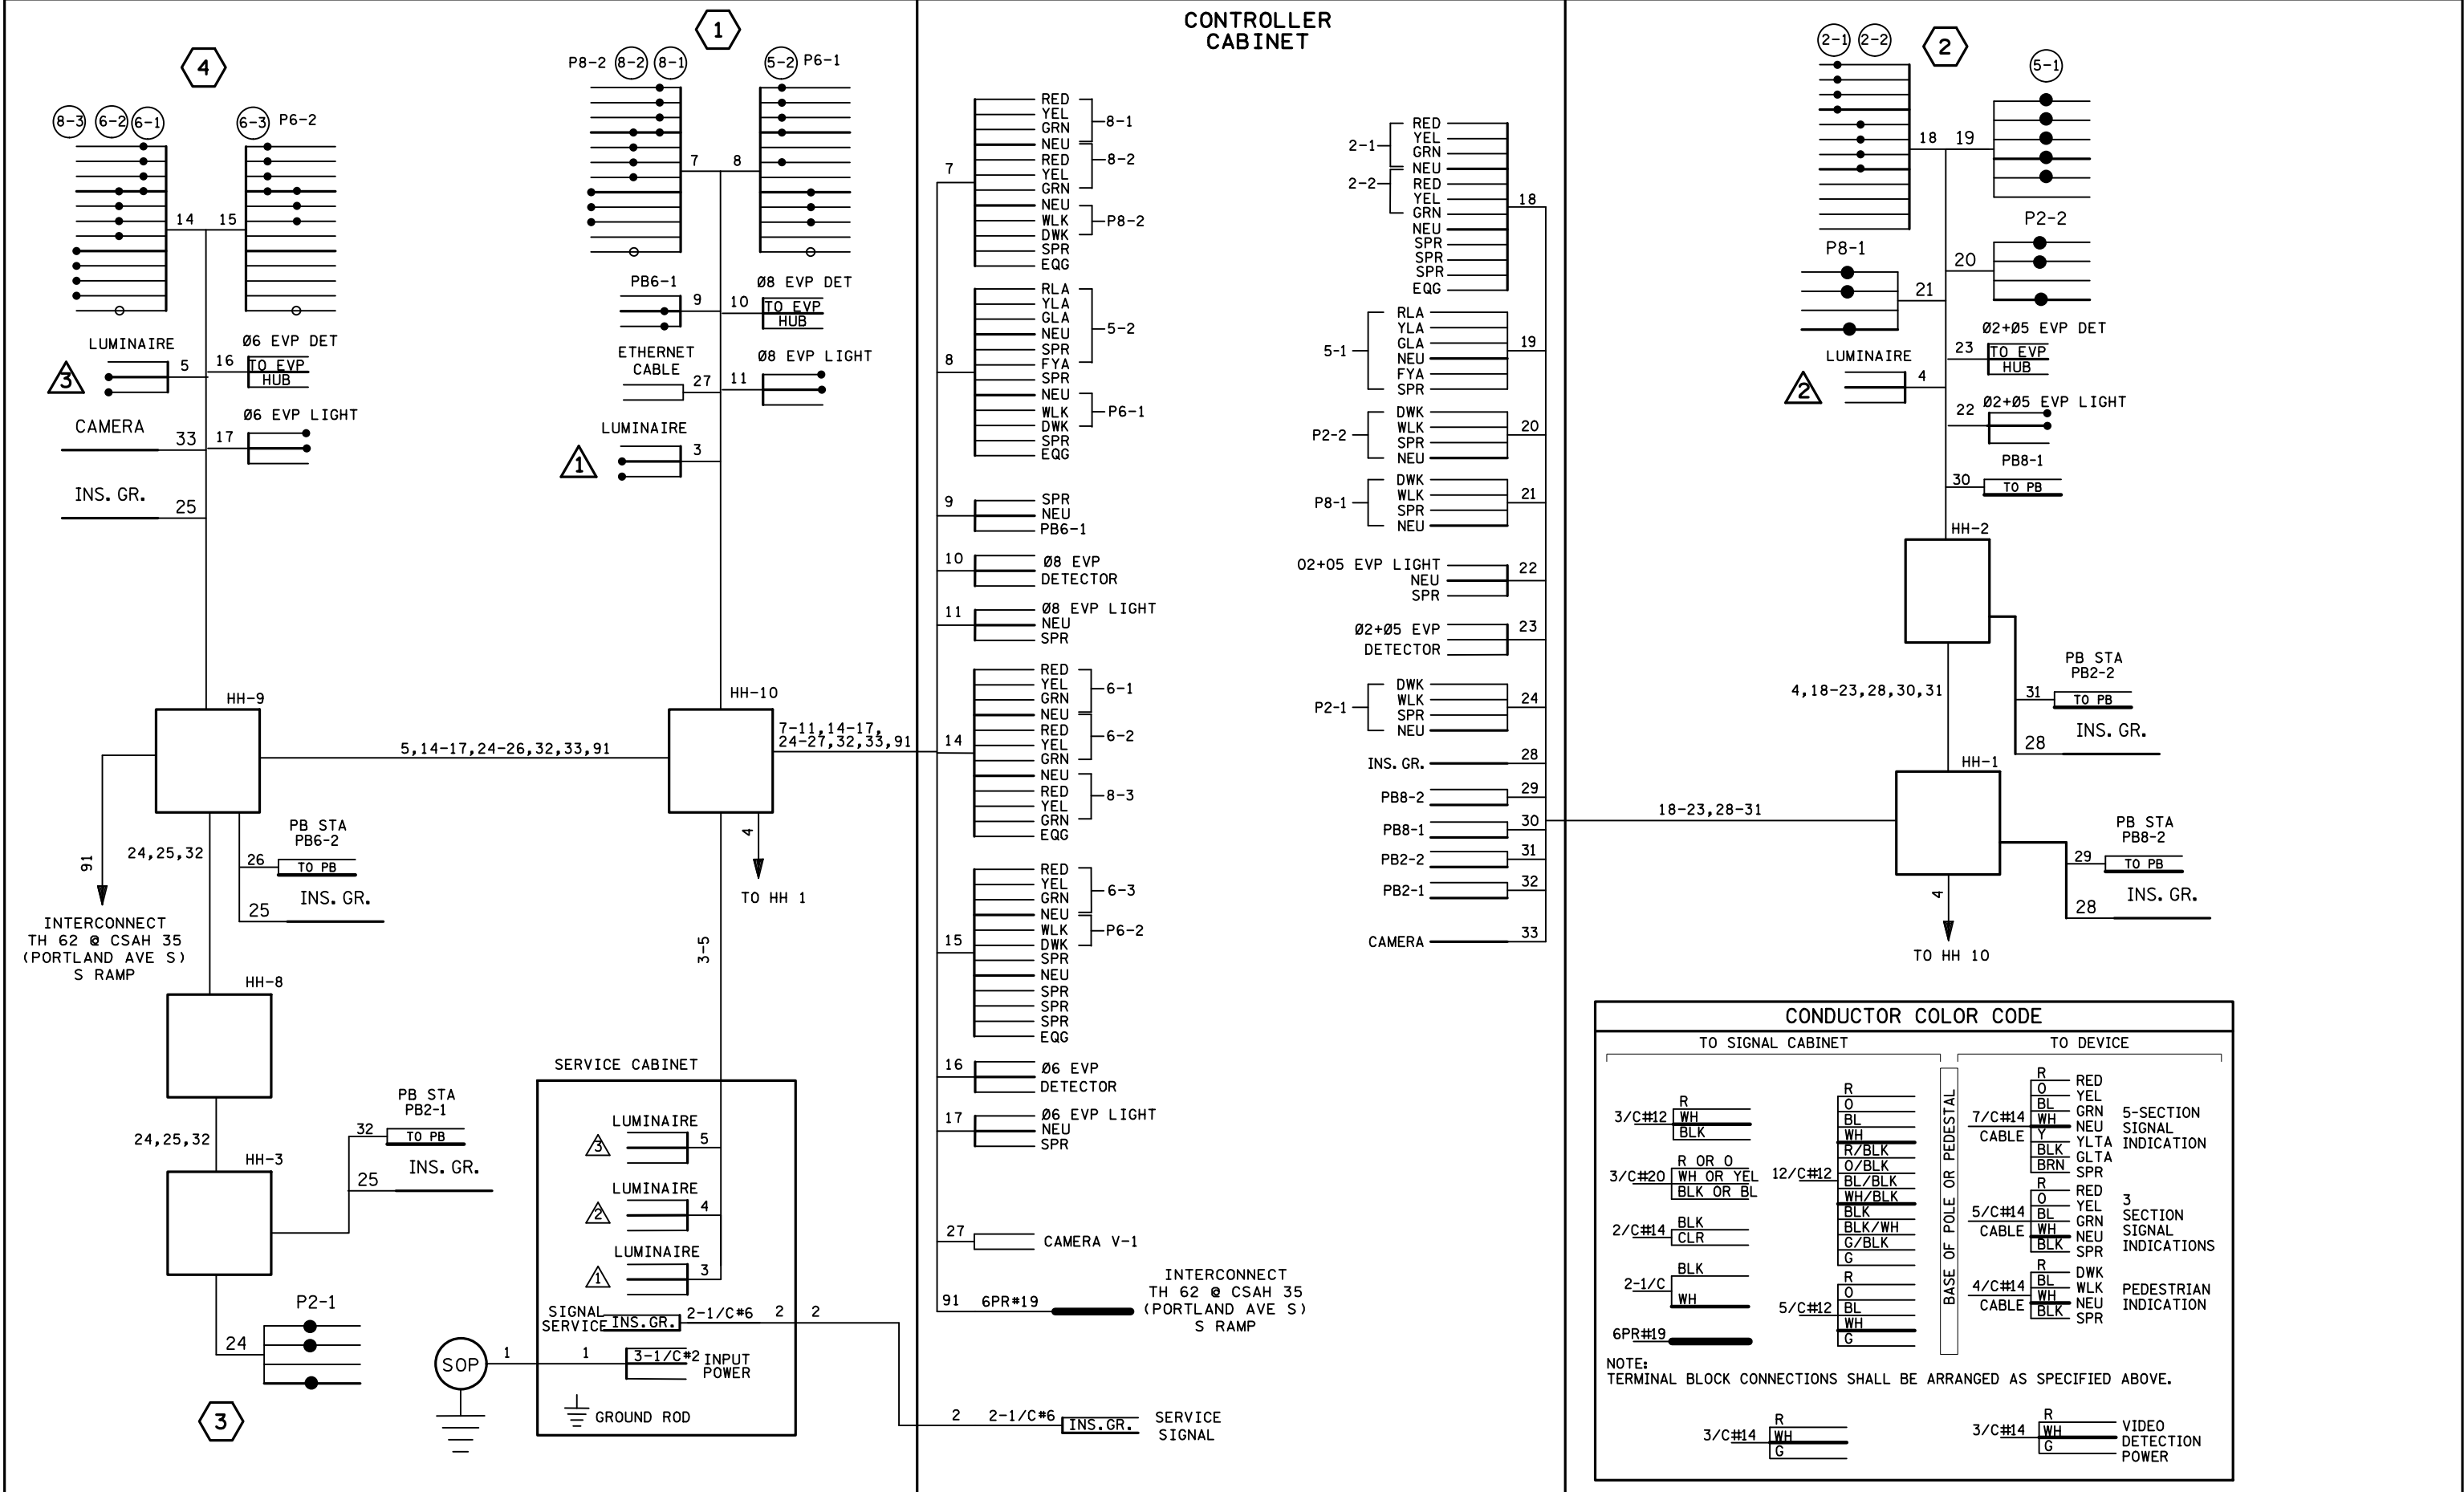 4
8-3 6-2 6-1
6-3 P6-2
14 15
LUMINAIRE
3
5
16
Ø6 EVP DET
TO EVP
HUB
CAMERA
33
17
Ø6 EVP LIGHT
INS. GR.
25
HH-9
5,14-17,24-26,32,33,91
91
INTERCONNECT
TH 62 @ CSAH 35
(PORTLAND AVE S)
S RAMP
24,25,32
PB STA
PB6-2
26
TO PB
INS. GR.
25
HH-8
24,25,32
PB STA
PB2-1
32
TO PB
INS. GR.
25
HH-3
P2-1
24
3
1
P8-2 8-2 8-1
5-2 P6-1
7 8
PB6-1
9
10
Ø8 EVP DET
TO EVP
HUB
ETHERNET
CABLE
27
11
Ø8 EVP LIGHT
LUMINAIRE
1
3
HH-10
7-11,14-17,
24-27,32,33,91
4
TO HH 1
3-5
SERVICE CABINET
LUMINAIRE
3
5
LUMINAIRE
2
4
LUMINAIRE
1
3
SIGNAL
SERVICE
INS.GR.
2-1/C#6
2
2
SOP
1
1
3-1/C#2
INPUT
POWER
GROUND ROD
CONTROLLER
CABINET
7
RED
YEL
GRN
8-1
NEU
RED
YEL
GRN
8-2
NEU
WLK
DWK
P8-2
SPR
EQG
8
RLA
YLA
GLA
NEU
SPR
FYA
5-2
SPR
NEU
WLK
DWK
P6-1
SPR
EQG
9
SPR
NEU
PB6-1
10
Ø8 EVP
DETECTOR
11
Ø8 EVP LIGHT
NEU
SPR
14
RED
YEL
GRN
6-1
NEU
RED
YEL
GRN
6-2
NEU
RED
YEL
GRN
8-3
EQG
15
RED
YEL
GRN
6-3
NEU
WLK
DWK
P6-2
SPR
NEU
SPR
SPR
SPR
EQG
16
Ø6 EVP
DETECTOR
17
Ø6 EVP LIGHT
NEU
SPR
27
CAMERA V-1
91
6PR#19
INTERCONNECT
TH 62 @ CSAH 35
(PORTLAND AVE S)
S RAMP
2
2-1/C#6
INS.GR.
SERVICE
SIGNAL
2-1
RED
YEL
GRN
NEU
2-2
RED
YEL
GRN
18
NEU
SPR
SPR
SPR
EQG
5-1
RLA
YLA
GLA
NEU
FYA
SPR
19
P2-2
DWK
WLK
SPR
NEU
20
P8-1
DWK
WLK
SPR
NEU
21
O2+O5 EVP LIGHT
NEU
SPR
22
Ø2+Ø5 EVP
DETECTOR
23
P2-1
DWK
WLK
SPR
NEU
24
INS.GR.
28
PB8-2
29
PB8-1
30
PB2-2
31
PB2-1
32
CAMERA
33
18-23,28-31
2-1 2-2
2
5-1
18 19
P2-2
20
P8-1
21
Ø2+Ø5 EVP DET
23
TO EVP
HUB
LUMINAIRE
2
4
Ø2+Ø5 EVP LIGHT
22
PB8-1
30
TO PB
HH-2
4,18-23,28,30,31
PB STA
PB2-2
31
TO PB
INS. GR.
28
HH-1
PB STA
PB8-2
29
TO PB
INS. GR.
28
4
TO HH 10
CONDUCTOR COLOR CODE
TO SIGNAL CABINET
TO DEVICE
3/C#12
R
WH
BLK
3/C#20
R OR O
WH OR YEL
BLK OR BL
2/C#14
BLK
CLR
2-1/C
BLK
WH
6PR#19
12/C#12
R
O
BL
WH
R/BLK
O/BLK
BL/BLK
WH/BLK
BLK
BLK/WH
G/BLK
G
5/C#12
R
O
BL
WH
G
BASE OF POLE OR PEDESTAL
7/C#14
CABLE
R RED
O YEL
BL GRN
WH NEU
Y YLTA
BLK GLTA
BRN SPR
5-SECTION
SIGNAL
INDICATION
5/C#14
CABLE
R RED
O YEL
BL GRN
WH NEU
BLK SPR
3
SECTION
SIGNAL
INDICATIONS
4/C#14
CABLE
R DWK
BL WLK
WH NEU
BLK SPR
PEDESTRIAN
INDICATION
NOTE:
TERMINAL BLOCK CONNECTIONS SHALL BE ARRANGED AS SPECIFIED ABOVE.
3/C#14
R
WH
G
3/C#14
R
WH
G
VIDEO
DETECTION
POWER